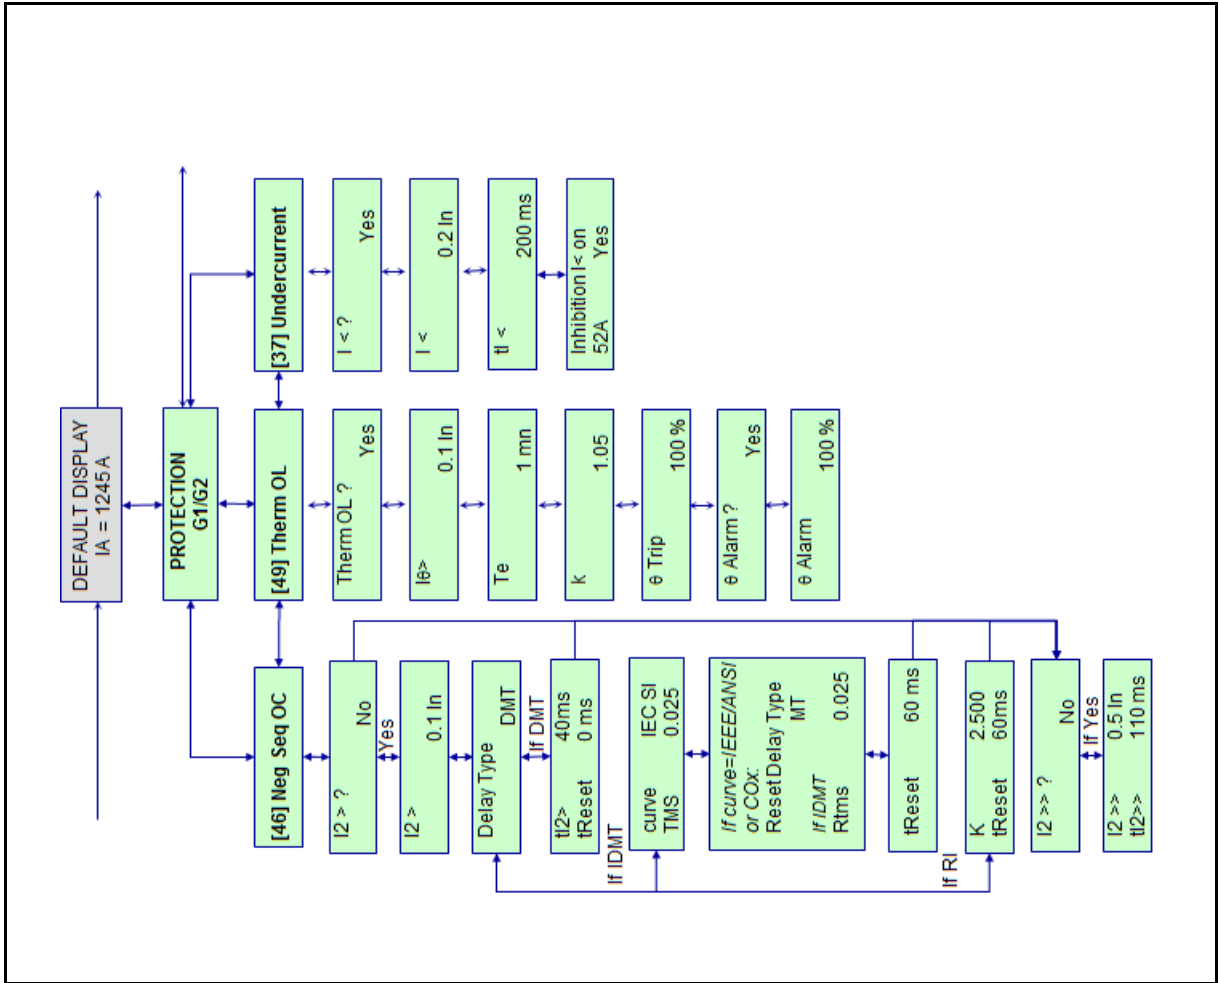 DEFAULT DISPLAY
IA = 1245 A
PROTECTION
G1/G2
[46] Neg Seq OC
I2 > ?
No
Yes
I2 >
0.1 In
Delay Type
DMT
If DMT
tI2> 40ms
tReset 0 ms
If IDMT
curve IEC SI
TMS 0.025
If curve=IEEE/ANSI
or COx:
Reset Delay Type
MT
If IDMT
Rtms 0.025
tReset 60 ms
If RI
K 2.500
tReset 60ms
I2 >> ?
No
If Yes
I2 >> 0.5 In
tI2>> 110 ms
[49] Therm OL
Therm OL ?
Yes
Iθ>
0.1 In
Te
1 mn
k
1.05
θ Trip
100 %
θ Alarm ?
Yes
θ Alarm
100 %
[37] Undercurrent
I < ?
Yes
I <
0.2 In
tI <
200 ms
Inhibition I< on
52A Yes